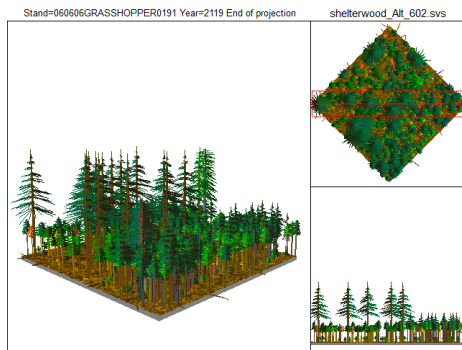 Stand=060606GRASSHOPPER0191 Year=2119 End of projection
shelterwood_Alt_602.svs